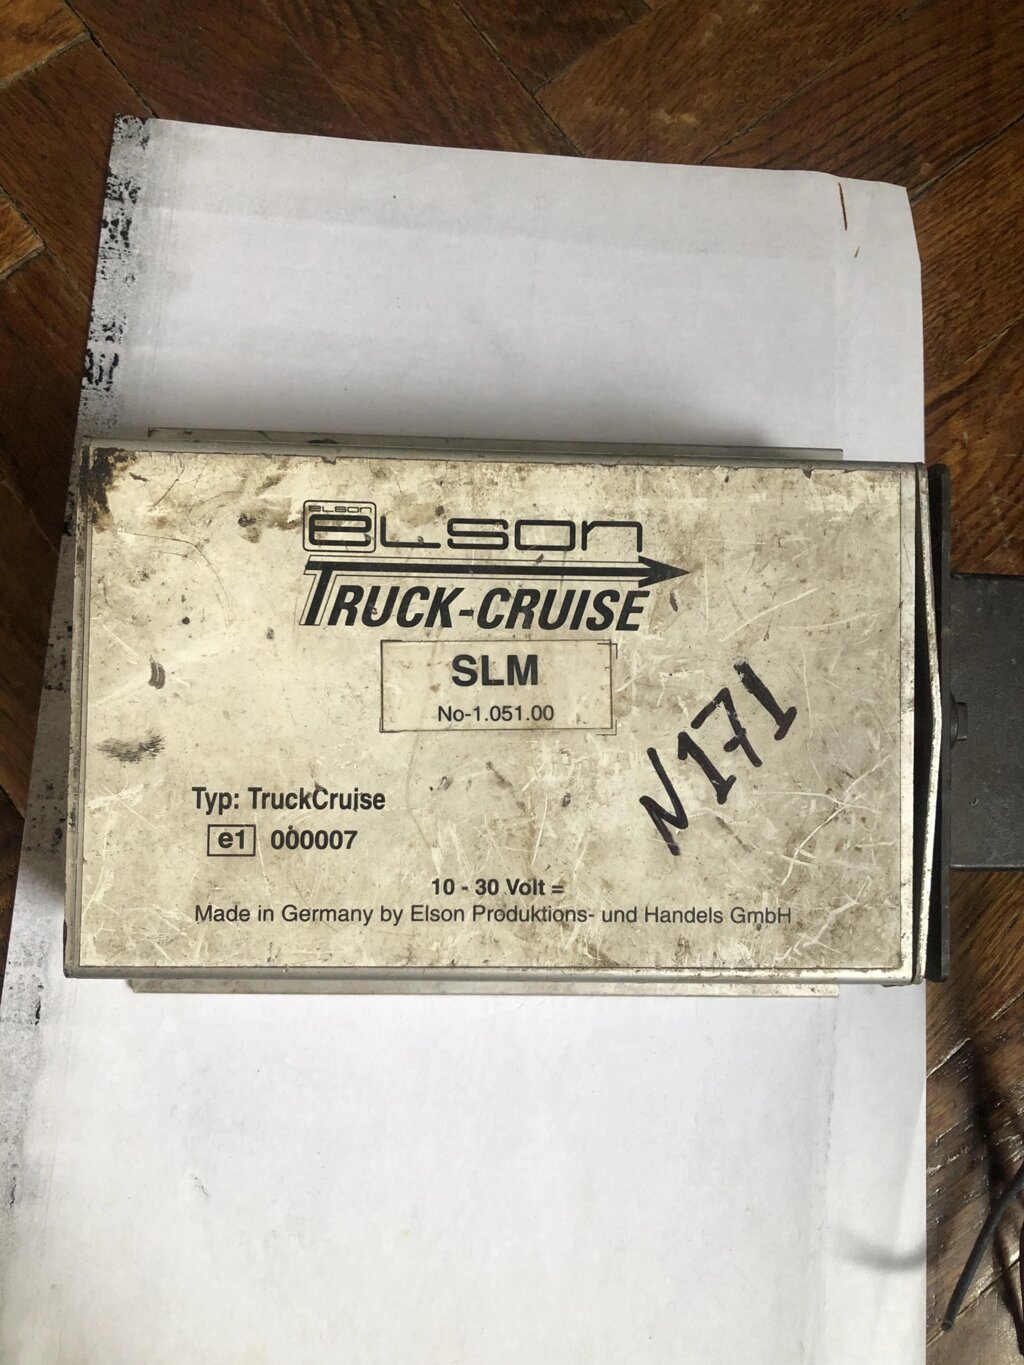 ELSON
eLSON
TRUCK-CRUISE
SLM
No-1.051.00
N171
Typ: TruckCruise
e1 000007
10 - 30 Volt =
Made in Germany by Elson Produktions- und Handels GmbH